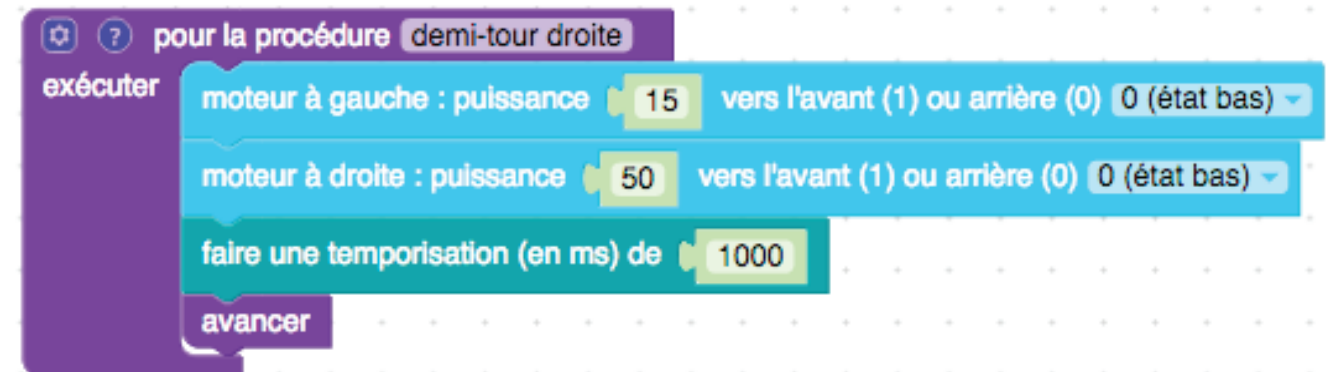 ? pour la procédure demi-tour droite
exécuter moteur à gauche : puissance 15 vers l'avant (1) ou arrière (0) 0 (état bas)
moteur à droite : puissance 50 vers l'avant (1) ou arrière (0) 0 (état bas)
faire une temporisation (en ms) de 1000
avancer